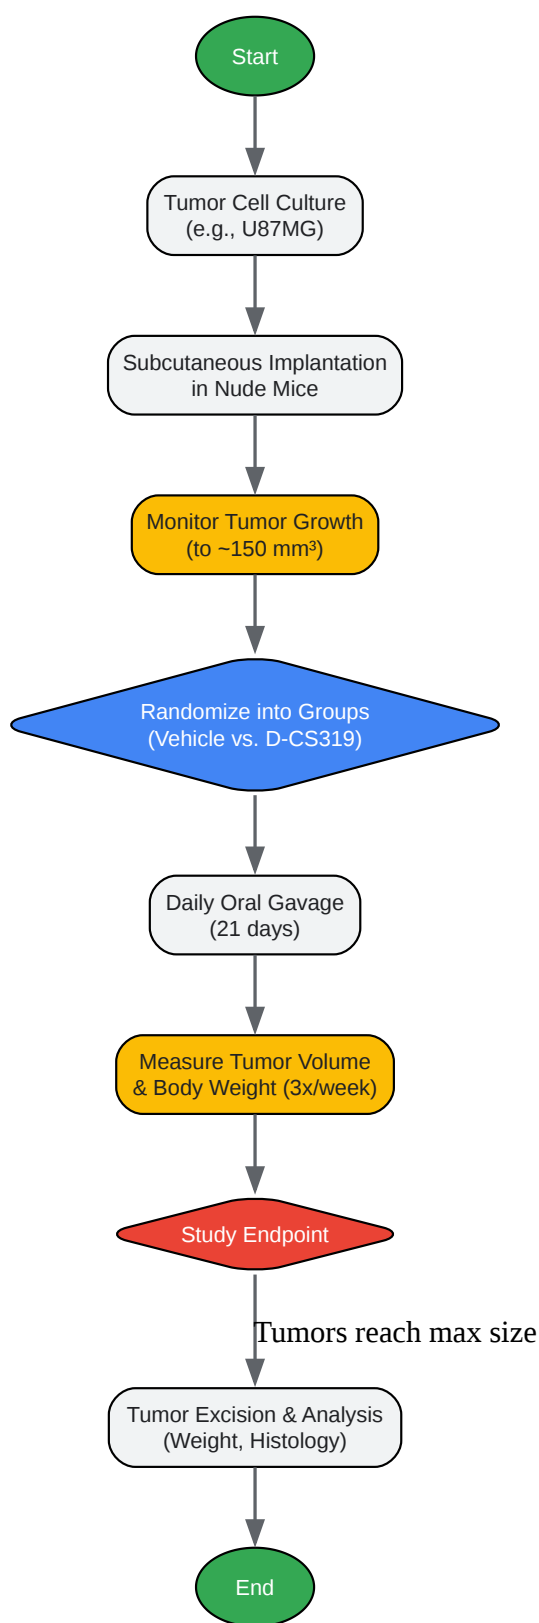 Start
Tumor Cell Culture
(e.g., U87MG)
Subcutaneous Implantation
in Nude Mice
Monitor Tumor Growth
(to ~150 mm³)
Randomize into Groups
(Vehicle vs. D-CS319)
Daily Oral Gavage
(21 days)
Measure Tumor Volume
& Body Weight (3x/week)
Study Endpoint
Tumors reach max size
Tumor Excision & Analysis
(Weight, Histology)
End